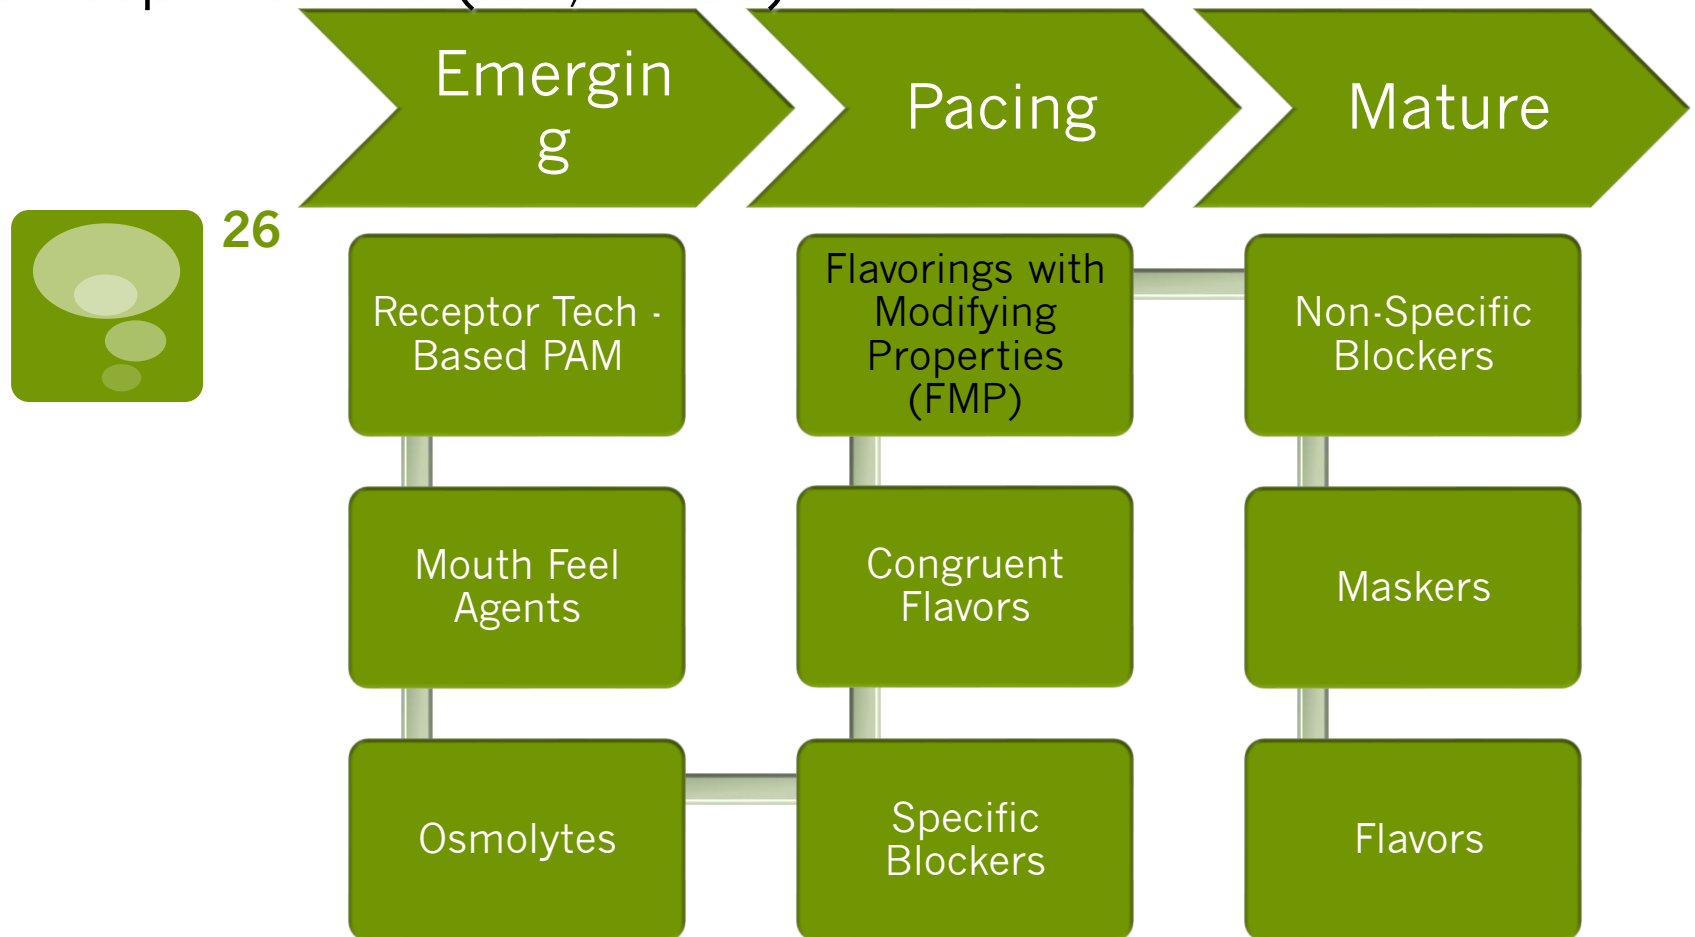 Emergin
g
Pacing
Mature
26
Receptor Tech -
Based PAM
Flavorings with
Modifying
Properties
(FMP)
Non-Specific
Blockers
Mouth Feel
Agents
Congruent
Flavors
Maskers
Osmolytes
Specific
Blockers
Flavors